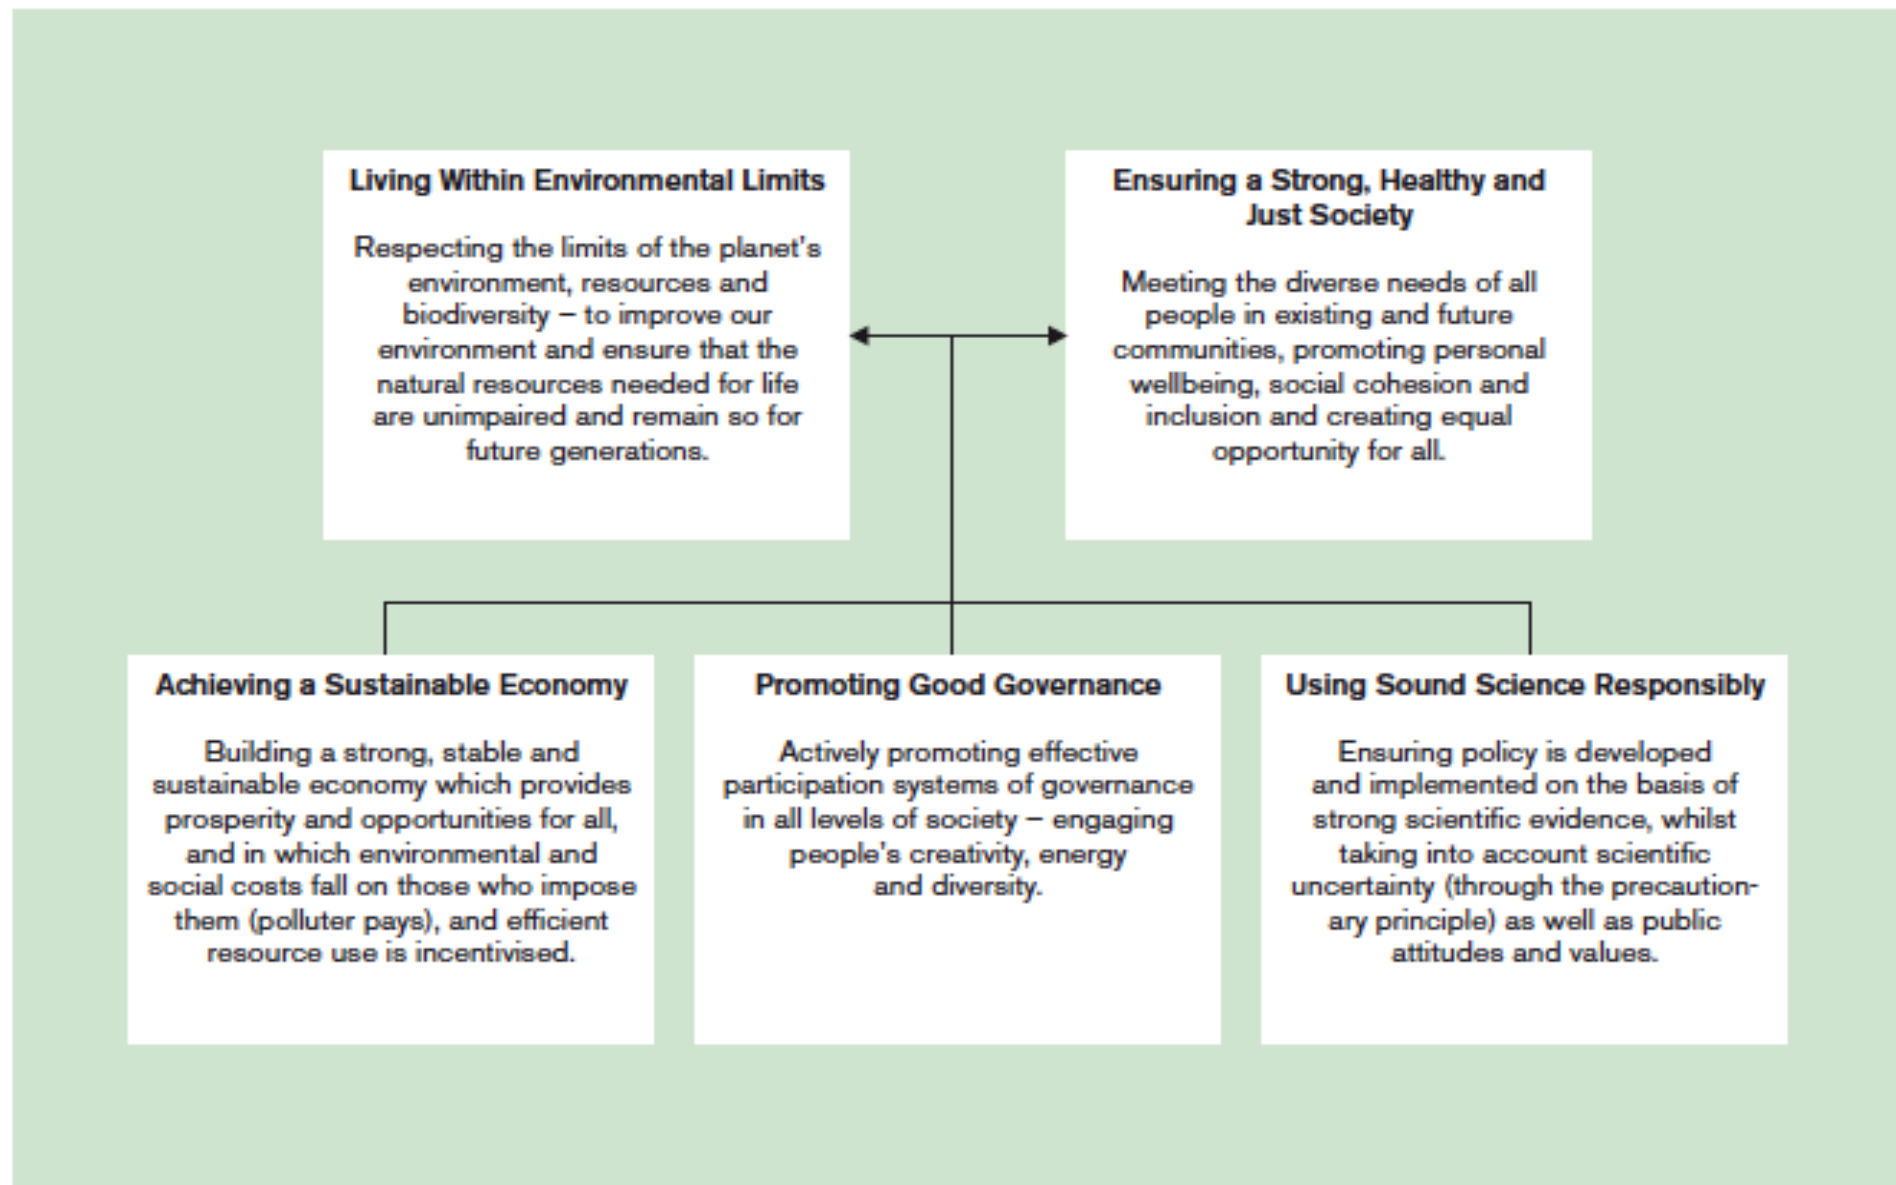 Living Within Environmental Limits
Respecting the limits of the planet's
environment, resources and
biodiversity – to improve our
environment and ensure that the
natural resources needed for life
are unimpaired and remain so for
future generations.
Ensuring a Strong, Healthy and
Just Society
Meeting the diverse needs of all
people in existing and future
communities, promoting personal
wellbeing, social cohesion and
inclusion and creating equal
opportunity for all.
Achieving a Sustainable Economy
Building a strong, stable and
sustainable economy which provides
prosperity and opportunities for all,
and in which environmental and
social costs fall on those who impose
them (polluter pays), and efficient
resource use is incentivised.
Promoting Good Governance
Actively promoting effective
participation systems of governance
in all levels of society – engaging
people's creativity, energy
and diversity.
Using Sound Science Responsibly
Ensuring policy is developed
and implemented on the basis of
strong scientific evidence, whilst
taking into account scientific
uncertainty (through the precaution-
ary principle) as well as public
attitudes and values.